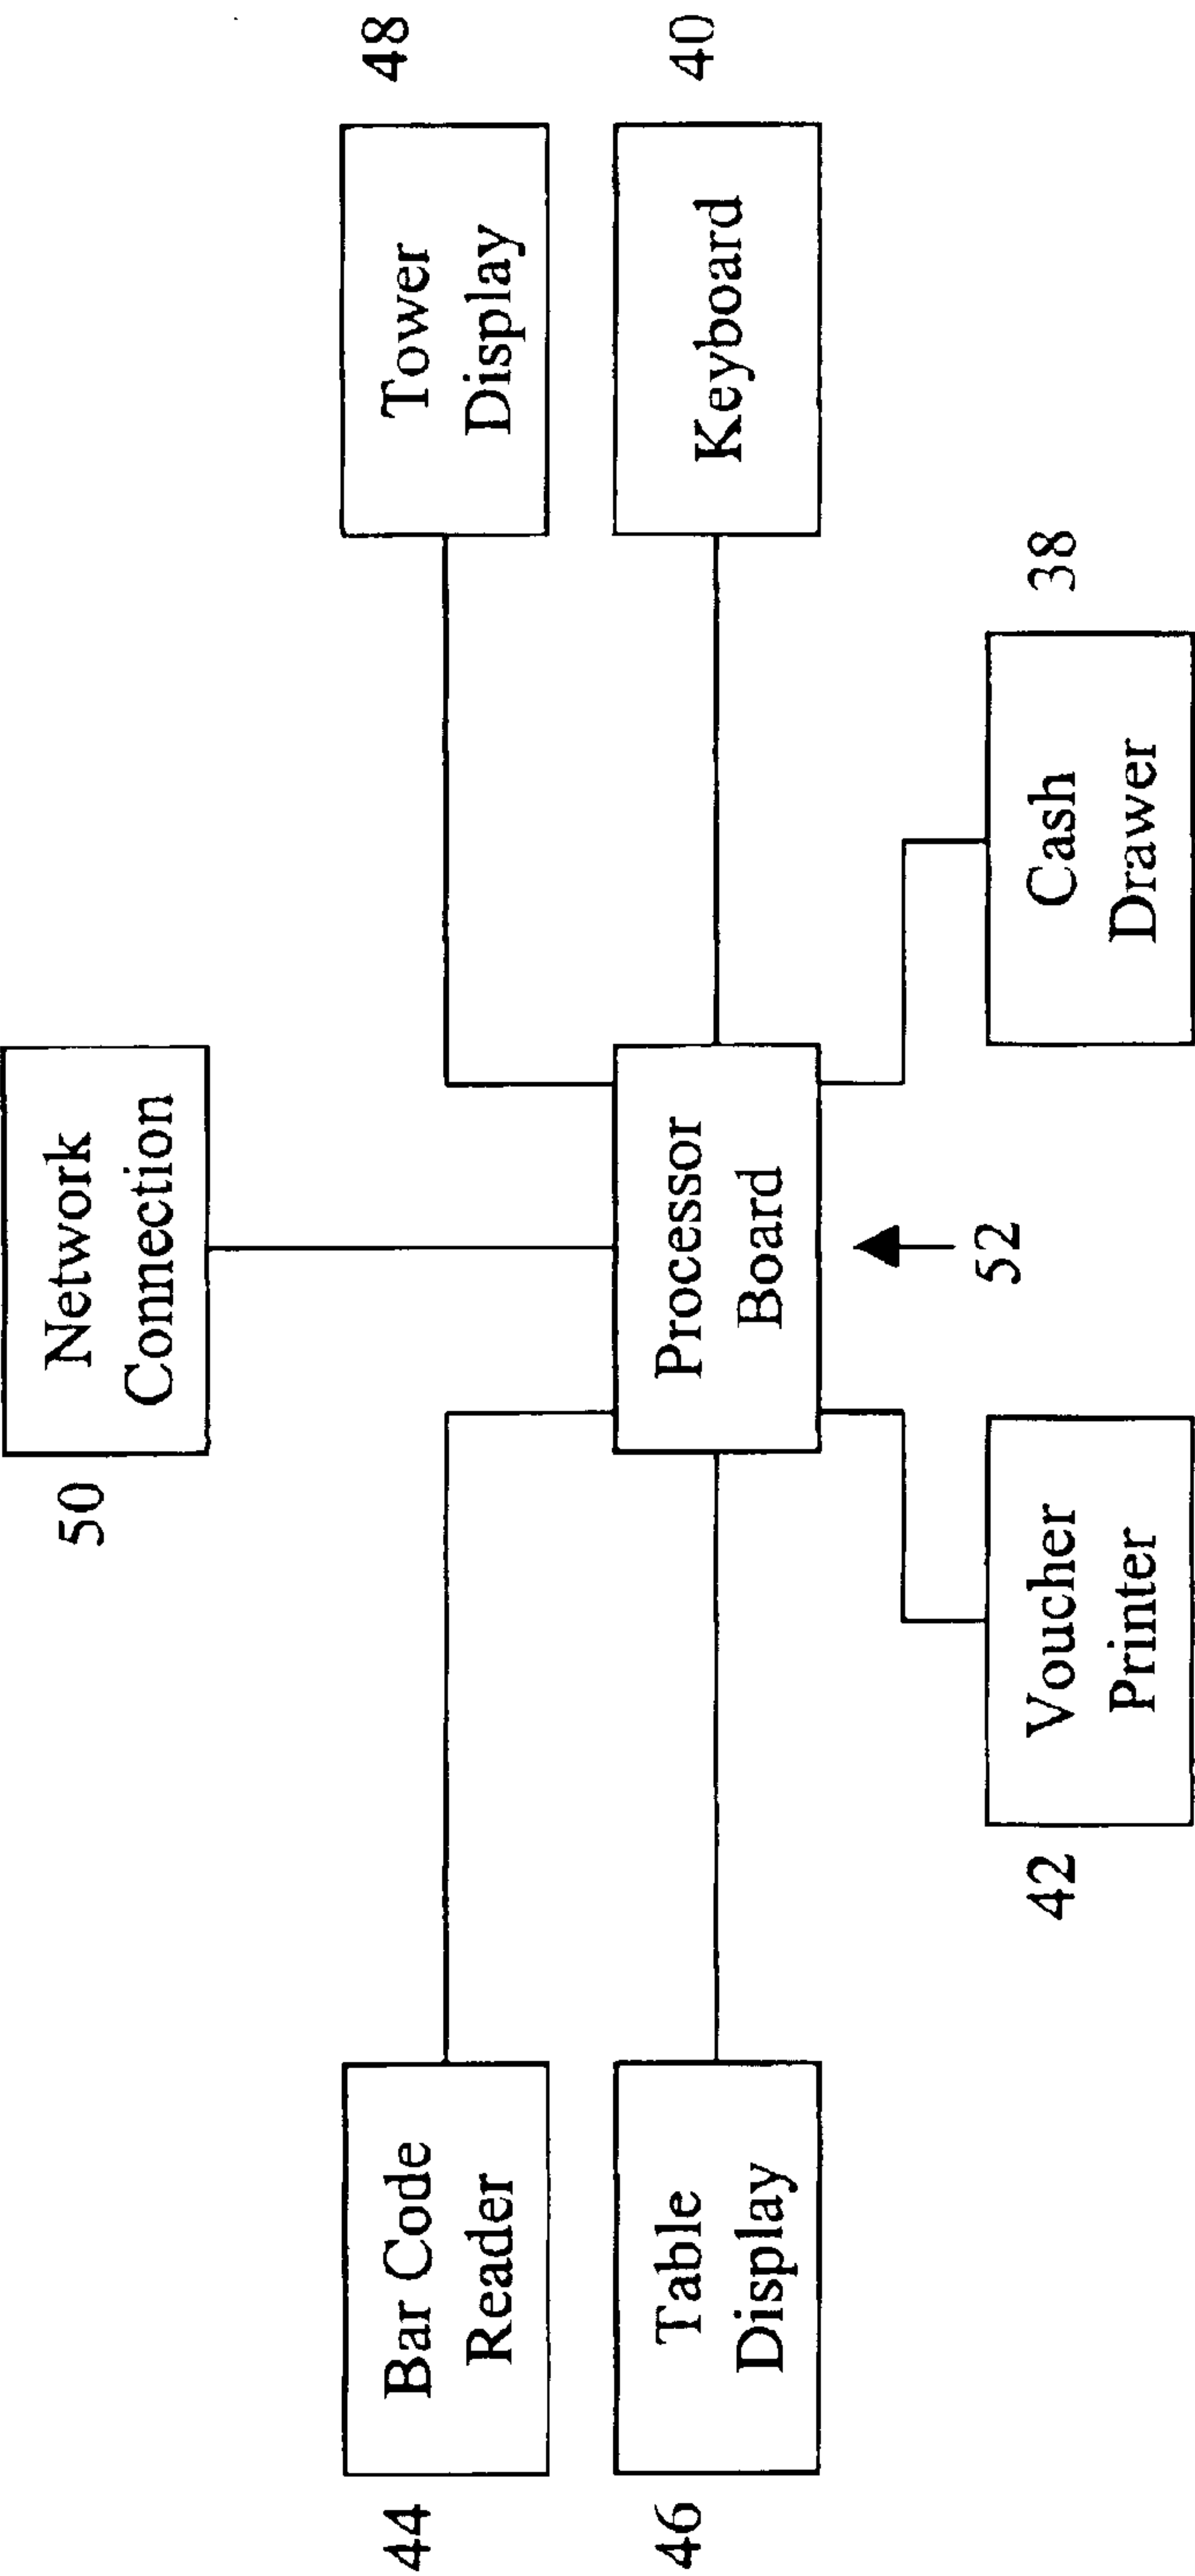 50
Network
Connection
44
Bar Code
Reader
Tower
Display
48
46
Table
Display
Processor
Board
Keyboard
40
52
42
Voucher
Printer
Cash
Drawer
38